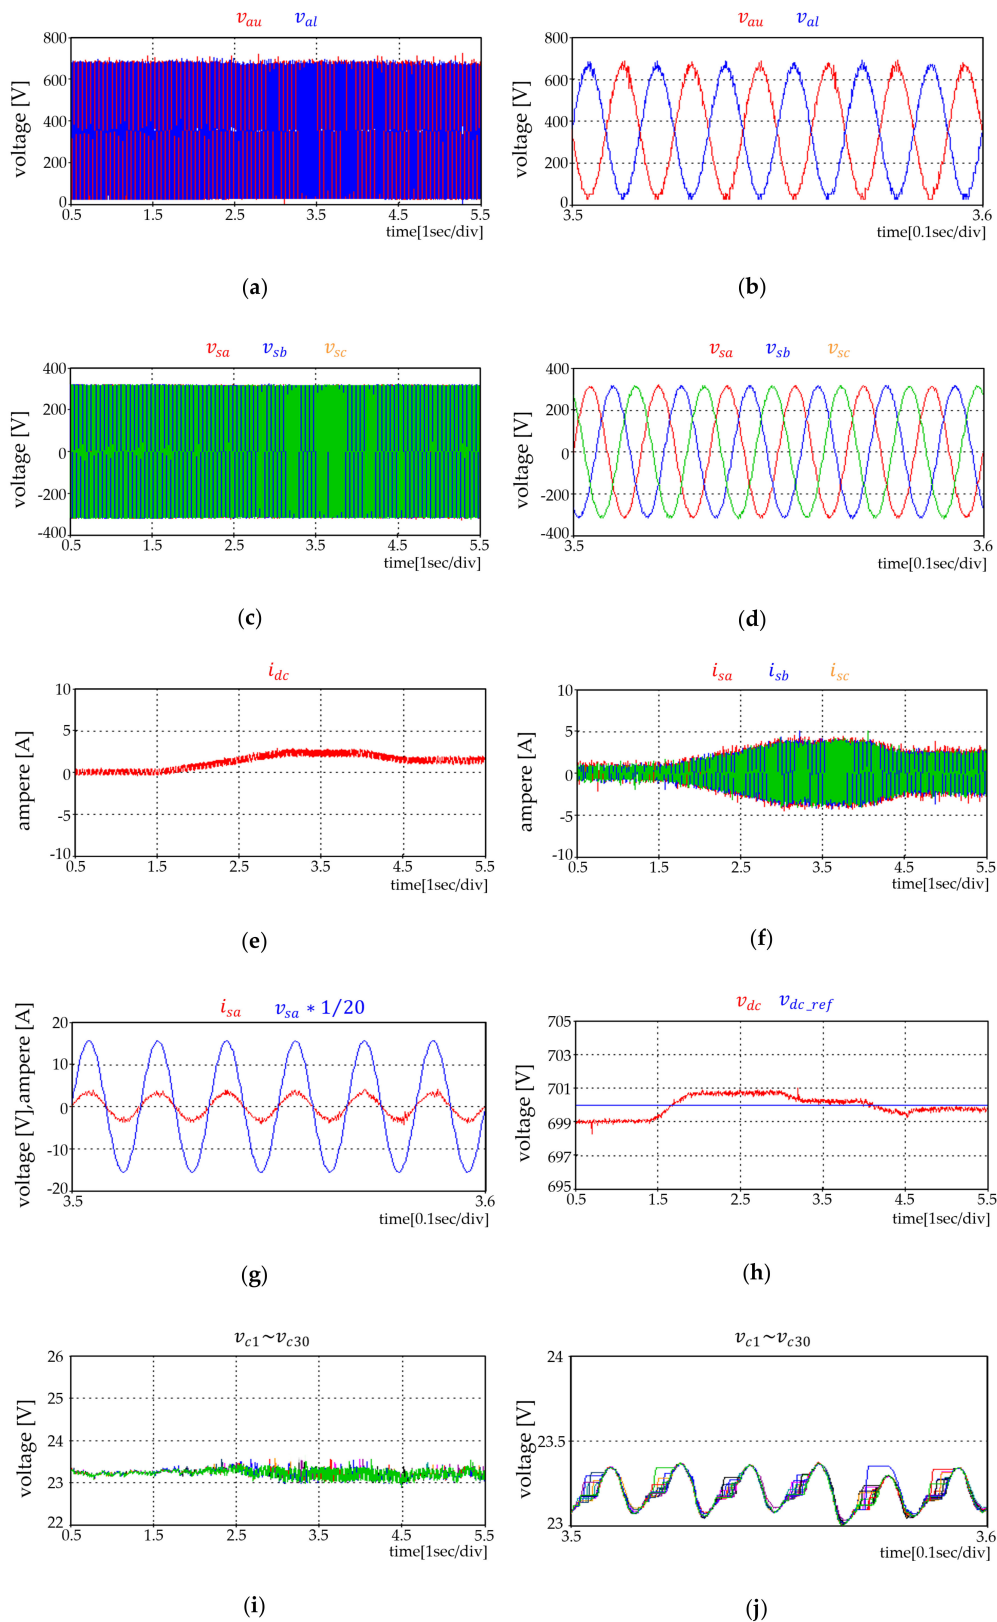 v_au v_al
voltage [V]
800
600
400
200
0
0.5 1.5 2.5 3.5 4.5 5.5
time[1sec/div]
(a)
v_au v_al
voltage [V]
800
600
400
200
0
3.5 3.6
time[0.1sec/div]
(b)
v_sa v_sb v_sc
voltage [V]
400
200
0
-200
-400
0.5 1.5 2.5 3.5 4.5 5.5
time[1sec/div]
(c)
v_sa v_sb v_sc
voltage [V]
400
200
0
-200
-400
3.5 3.6
time[0.1sec/div]
(d)
i_dc
ampere [A]
10
5
0
-5
-10
0.5 1.5 2.5 3.5 4.5 5.5
time[1sec/div]
(e)
i_sa i_sb i_sc
ampere [A]
10
5
0
-5
-10
0.5 1.5 2.5 3.5 4.5 5.5
time[1sec/div]
(f)
i_sa v_sa * 1/20
voltage [V],ampere [A]
20
10
0
-10
-20
3.5 3.6
time[0.1sec/div]
(g)
v_dc v_dc_ref
voltage [V]
705
703
701
699
697
695
0.5 1.5 2.5 3.5 4.5 5.5
time[1sec/div]
(h)
v_c1~v_c30
voltage [V]
26
25
24
23
22
0.5 1.5 2.5 3.5 4.5 5.5
time[1sec/div]
(i)
v_c1~v_c30
voltage [V]
24
23.5
23
3.5 3.6
time[0.1sec/div]
(j)